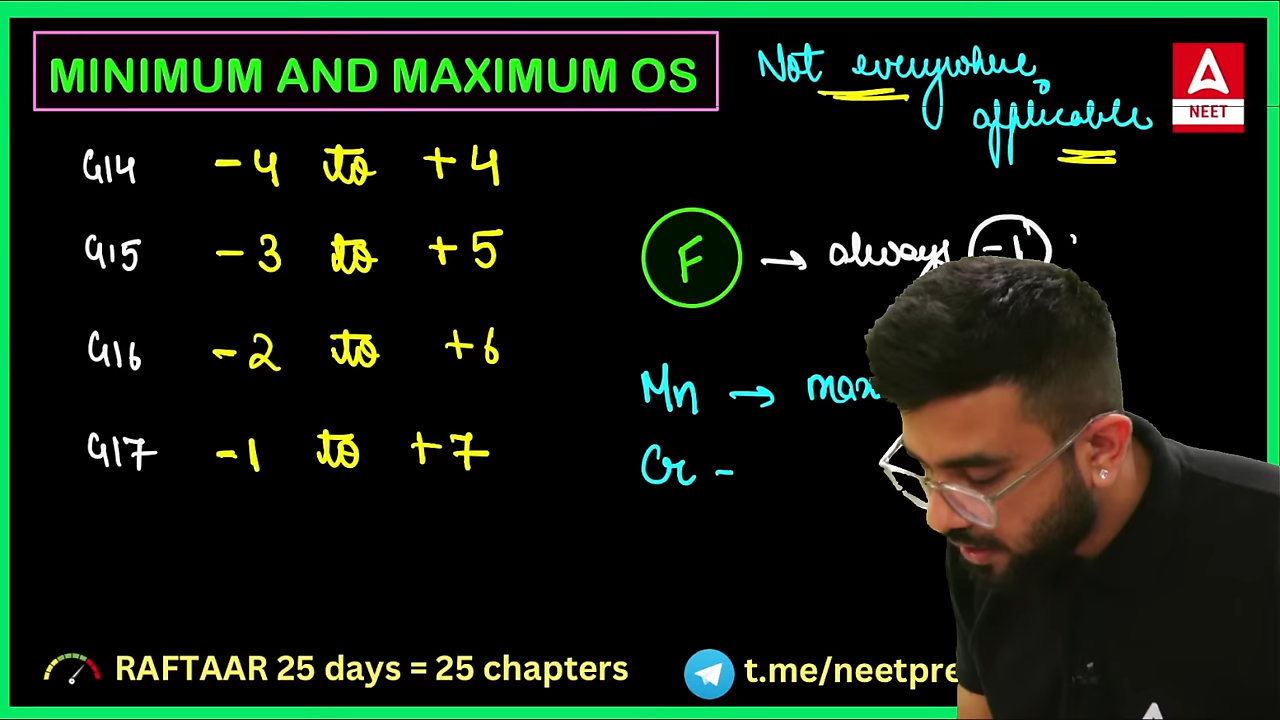 MINIMUM AND MAXIMUM OS
Not everywhere
applicable
A
NEET
G14 -4 to +4
G15 -3 to +5
G16 -2 to +6
G17 -1 to +7
F → always -1
Mn → max
Cr -
RAFTAAR 25 days = 25 chapters
t.me/neetpre